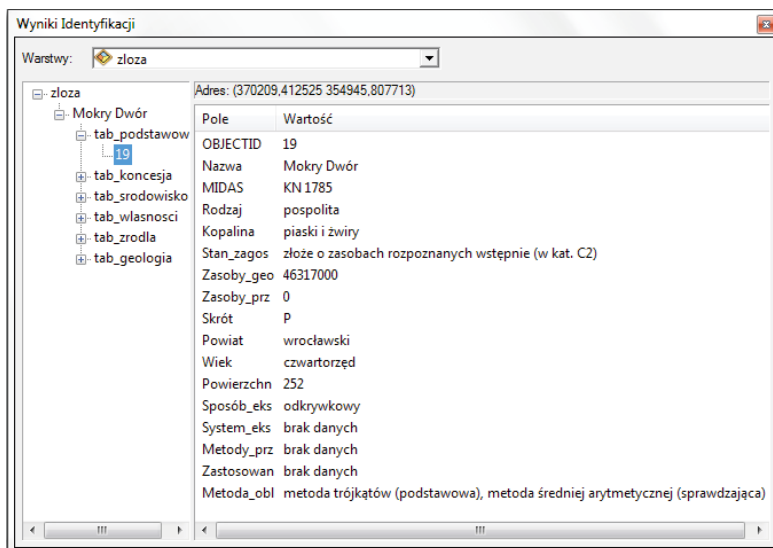 Wyniki Identyfikacji
Warstwy: zloza
zloza
Mokry Dwór
tab_podstawow
19
tab_koncesja
tab_srodowisko
tab_wlasnosci
tab_zrodla
tab_geologia
Adres: (370209,412525 354945,807713)
Pole Wartość
OBJECTID 19
Nazwa Mokry Dwór
MIDAS KN 1785
Rodzaj pospolita
Kopalina piaski i żwiry
Stan_zagos złoże o zasobach rozpoznanych wstępnie (w kat. C2)
Zasoby_geo 46317000
Zasoby_prz 0
Skrót P
Powiat wrocławski
Wiek czwartorzęd
Powierzchn 252
Sposób_eks odkrywkowy
System_eks brak danych
Metody_prz brak danych
Zastosowan brak danych
Metoda_obl metoda trójkątów (podstawowa), metoda średniej arytmetycznej (sprawdzająca)